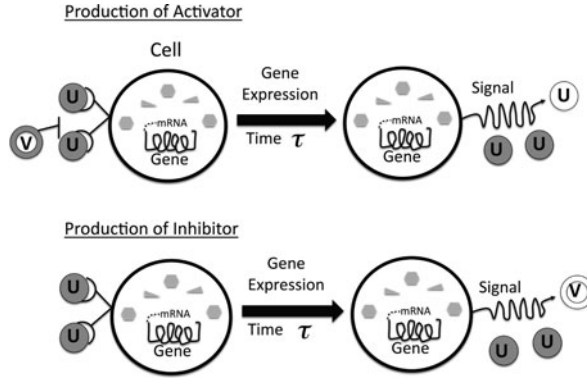 Production of Activator
Cell
Gene
Expression
Time τ
Signal
U
U
V
U
U
U
mRNA
Gene
mRNA
Gene
Production of Inhibitor
Gene
Expression
Time τ
Signal
U
U
V
U
U
mRNA
Gene
mRNA
Gene